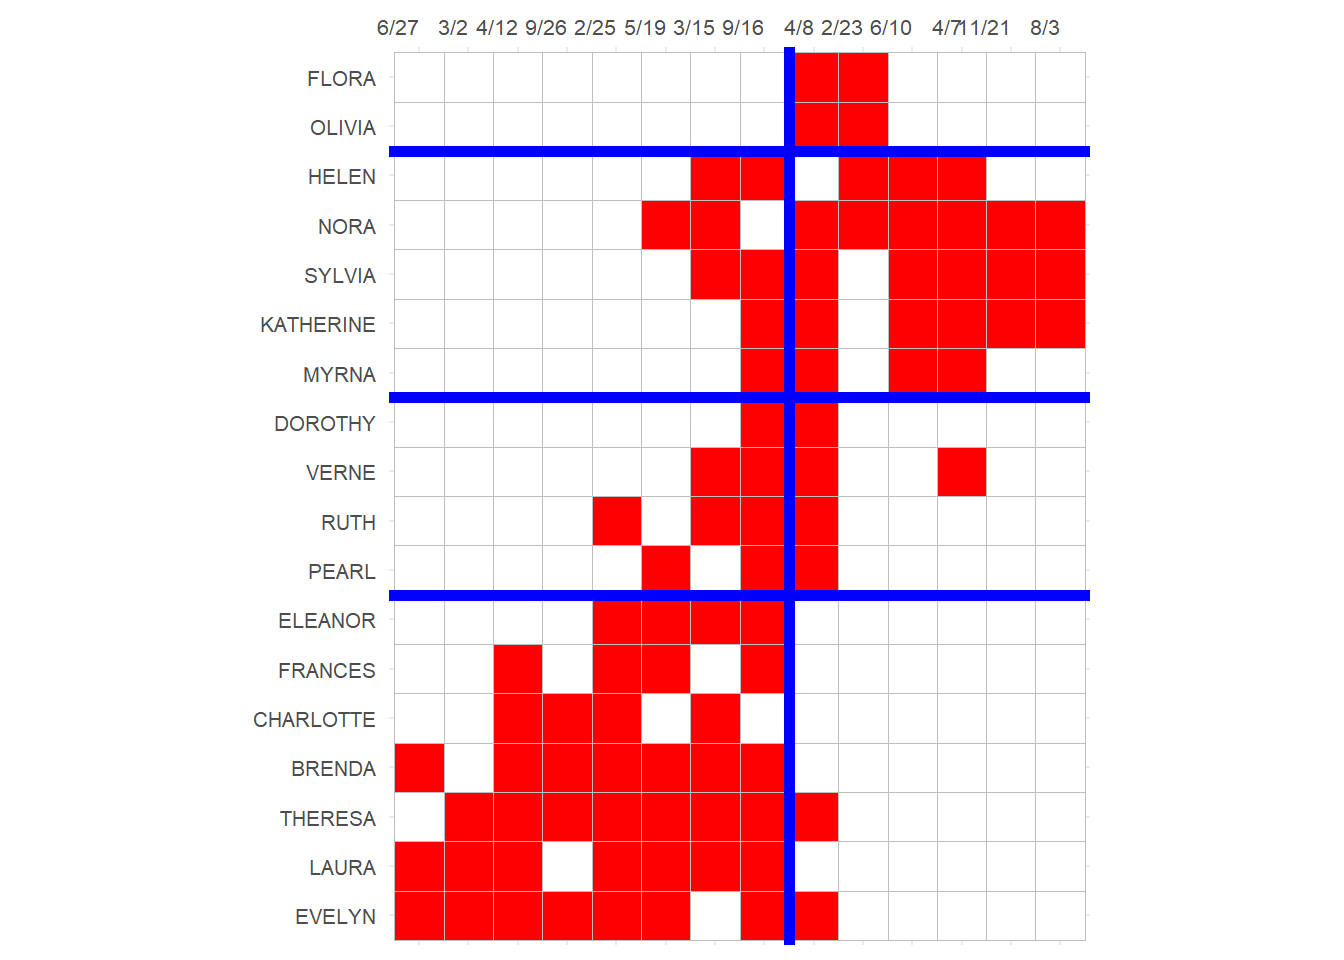 6/27 3/2 4/12 9/26 2/25 5/19 3/15 9/16 4/8 2/23 6/10 4/7 11/21 8/3
FLORA
OLIVIA
HELEN
NORA
SYLVIA
KATHERINE
MYRNA
DOROTHY
VERNE
RUTH
PEARL
ELEANOR
FRANCES
CHARLOTTE
BRENDA
THERESA
LAURA
EVELYN